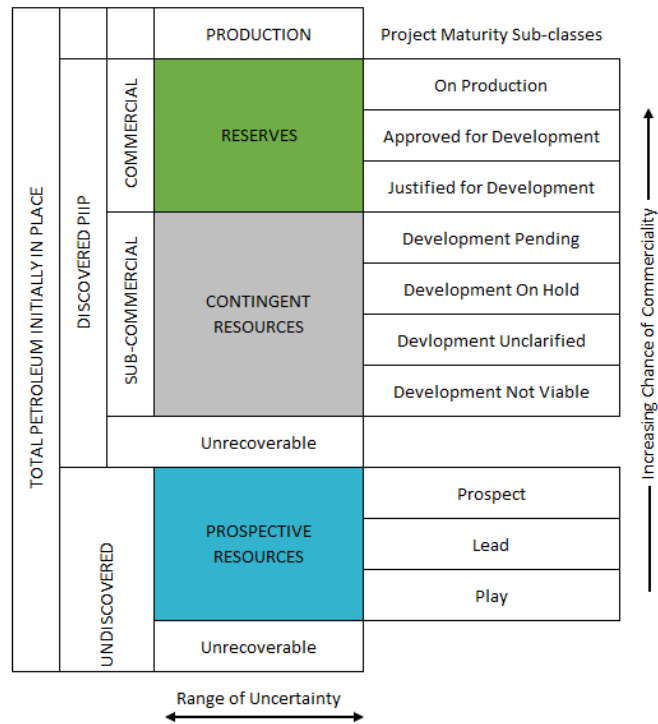 PRODUCTION
Project Maturity Sub-classes
TOTAL PETROLEUM INITIALLY IN PLACE
DISCOVERED PIIP
COMMERCIAL
RESERVES
On Production
Approved for Development
Justified for Development
SUB-COMMERCIAL
CONTINGENT
RESOURCES
Development Pending
Development On Hold
Devlopment Unclarified
Development Not Viable
Unrecoverable
UNDISCOVERED
PROSPECTIVE
RESOURCES
Prospect
Lead
Play
Unrecoverable
Range of Uncertainty
Increasing Chance of Commerciality